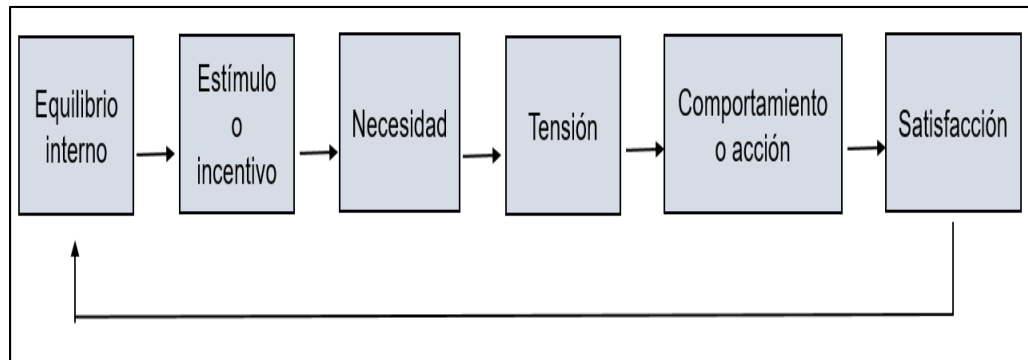 Equilibrio
interno
Estímulo
o
incentivo
Necesidad
Tensión
Comportamiento
o acción
Satisfacción